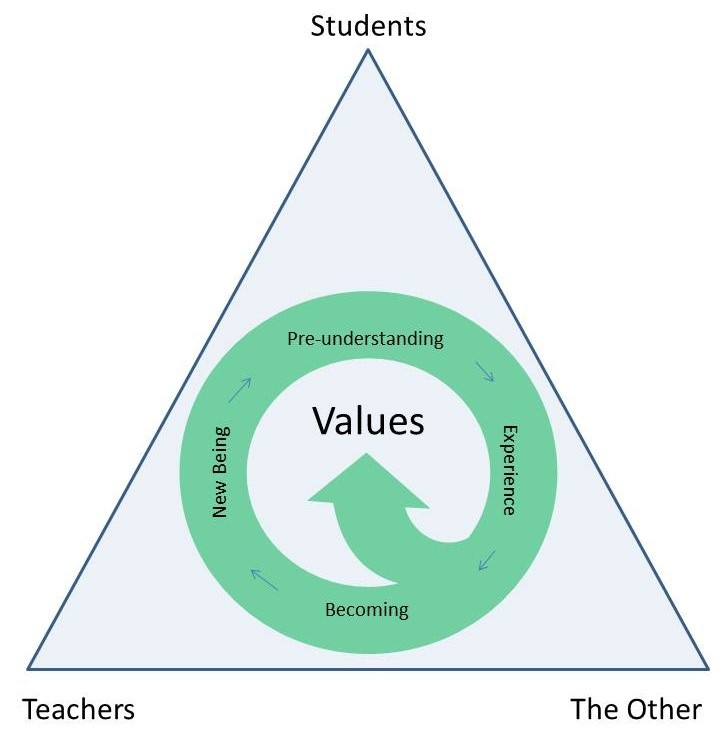 Students
Pre-understanding
Values
New Being
Experience
Becoming
Teachers
The Other